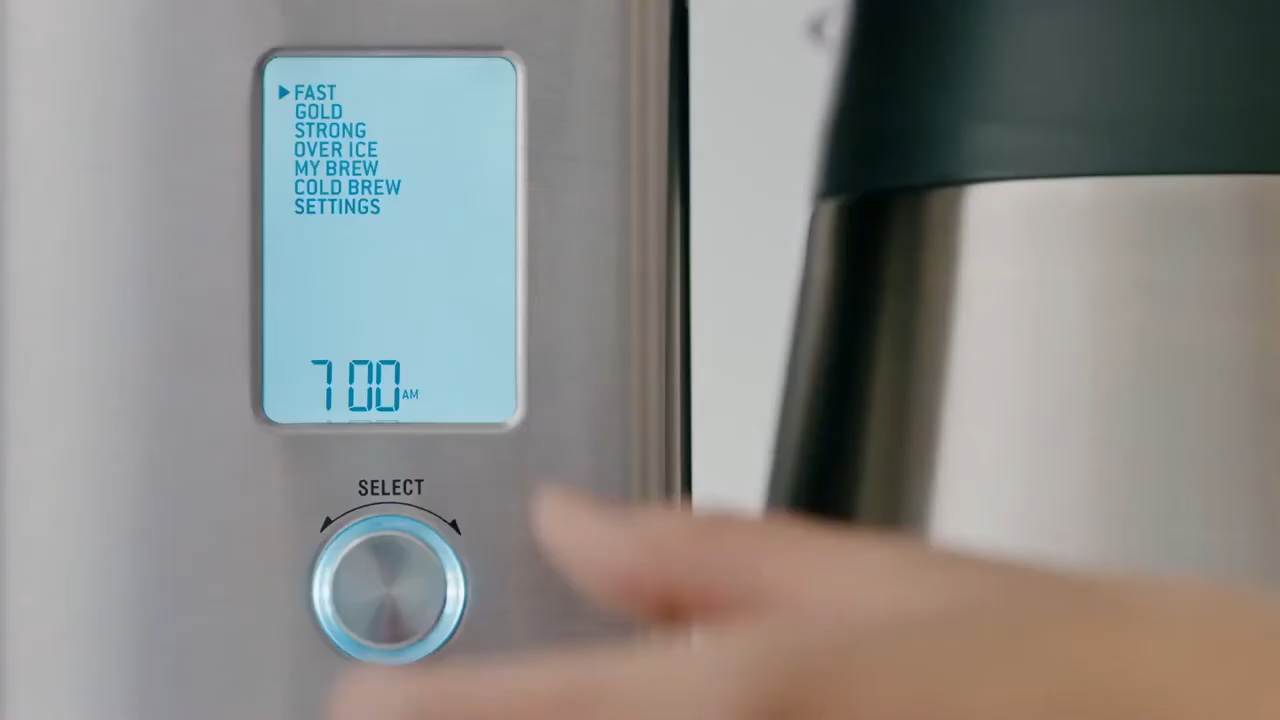 FAST
GOLD
STRONG
OVER ICE
MY BREW
COLD BREW
SETTINGS
7 00 AM
SELECT